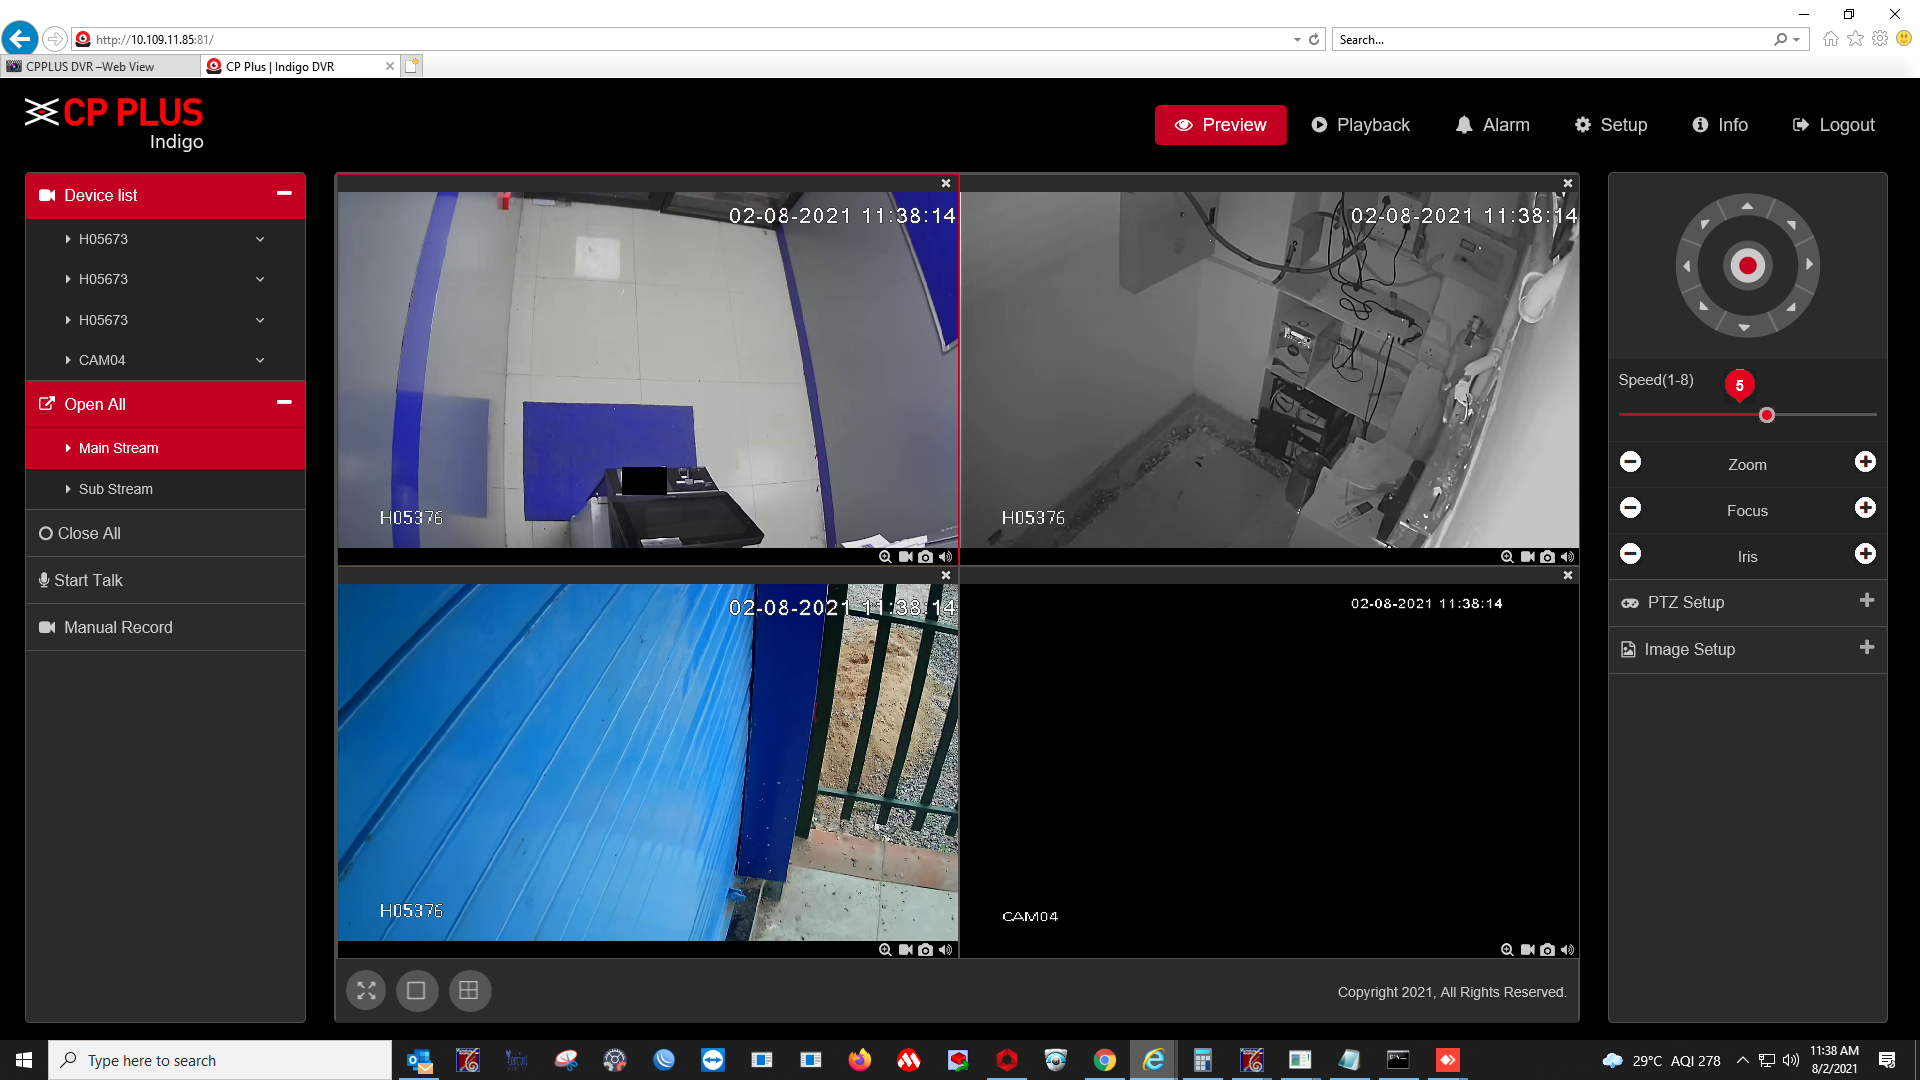 http://10.109.11.85:81/
Search...
CPPLUS DVR –Web View
CP Plus | Indigo DVR
CP PLUS
Indigo
Preview
Playback
Alarm
Setup
Info
Logout
Device list
H05673
H05673
H05673
CAM04
Open All
Main Stream
Sub Stream
Close All
Start Talk
Manual Record
02-08-2021 11:38:14
H05376
02-08-2021 11:38:14
H05376
02-08-2021 11:38:14
H05376
02-08-2021 11:38:14
CAM04
Copyright 2021, All Rights Reserved.
Speed(1-8)
5
Zoom
Focus
Iris
PTZ Setup
Image Setup
Type here to search
29°C AQI 278
11:38 AM
8/2/2021